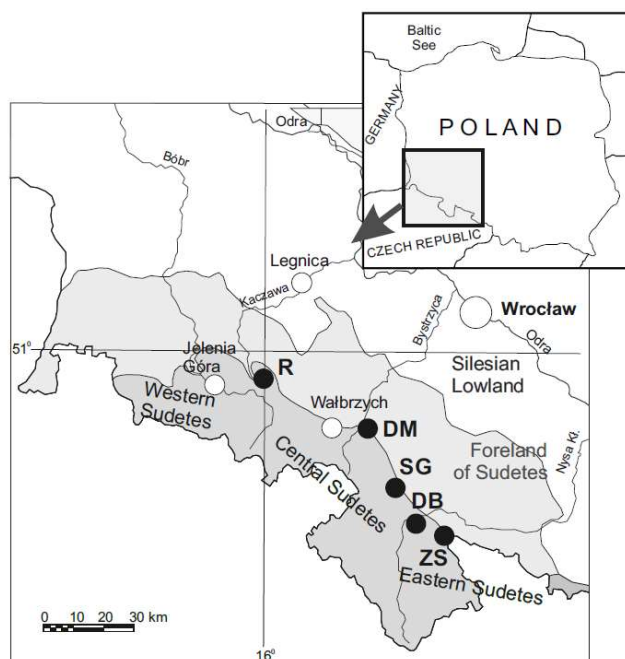 Baltic
See
GERMANY
POLAND
CZECH REPUBLIC
Odra
Bóbr
Legnica
Kaczawa
Bystrzyca
Wrocław
Odra
51°
Jelenia
Góra
R
Silesian
Lowland
Western
Sudetes
Wałbrzych
DM
Nysa Kł.
Foreland
of Sudetes
Central Sudetes
SG
DB
ZS
Eastern Sudetes
0 10 20 30 km
16°